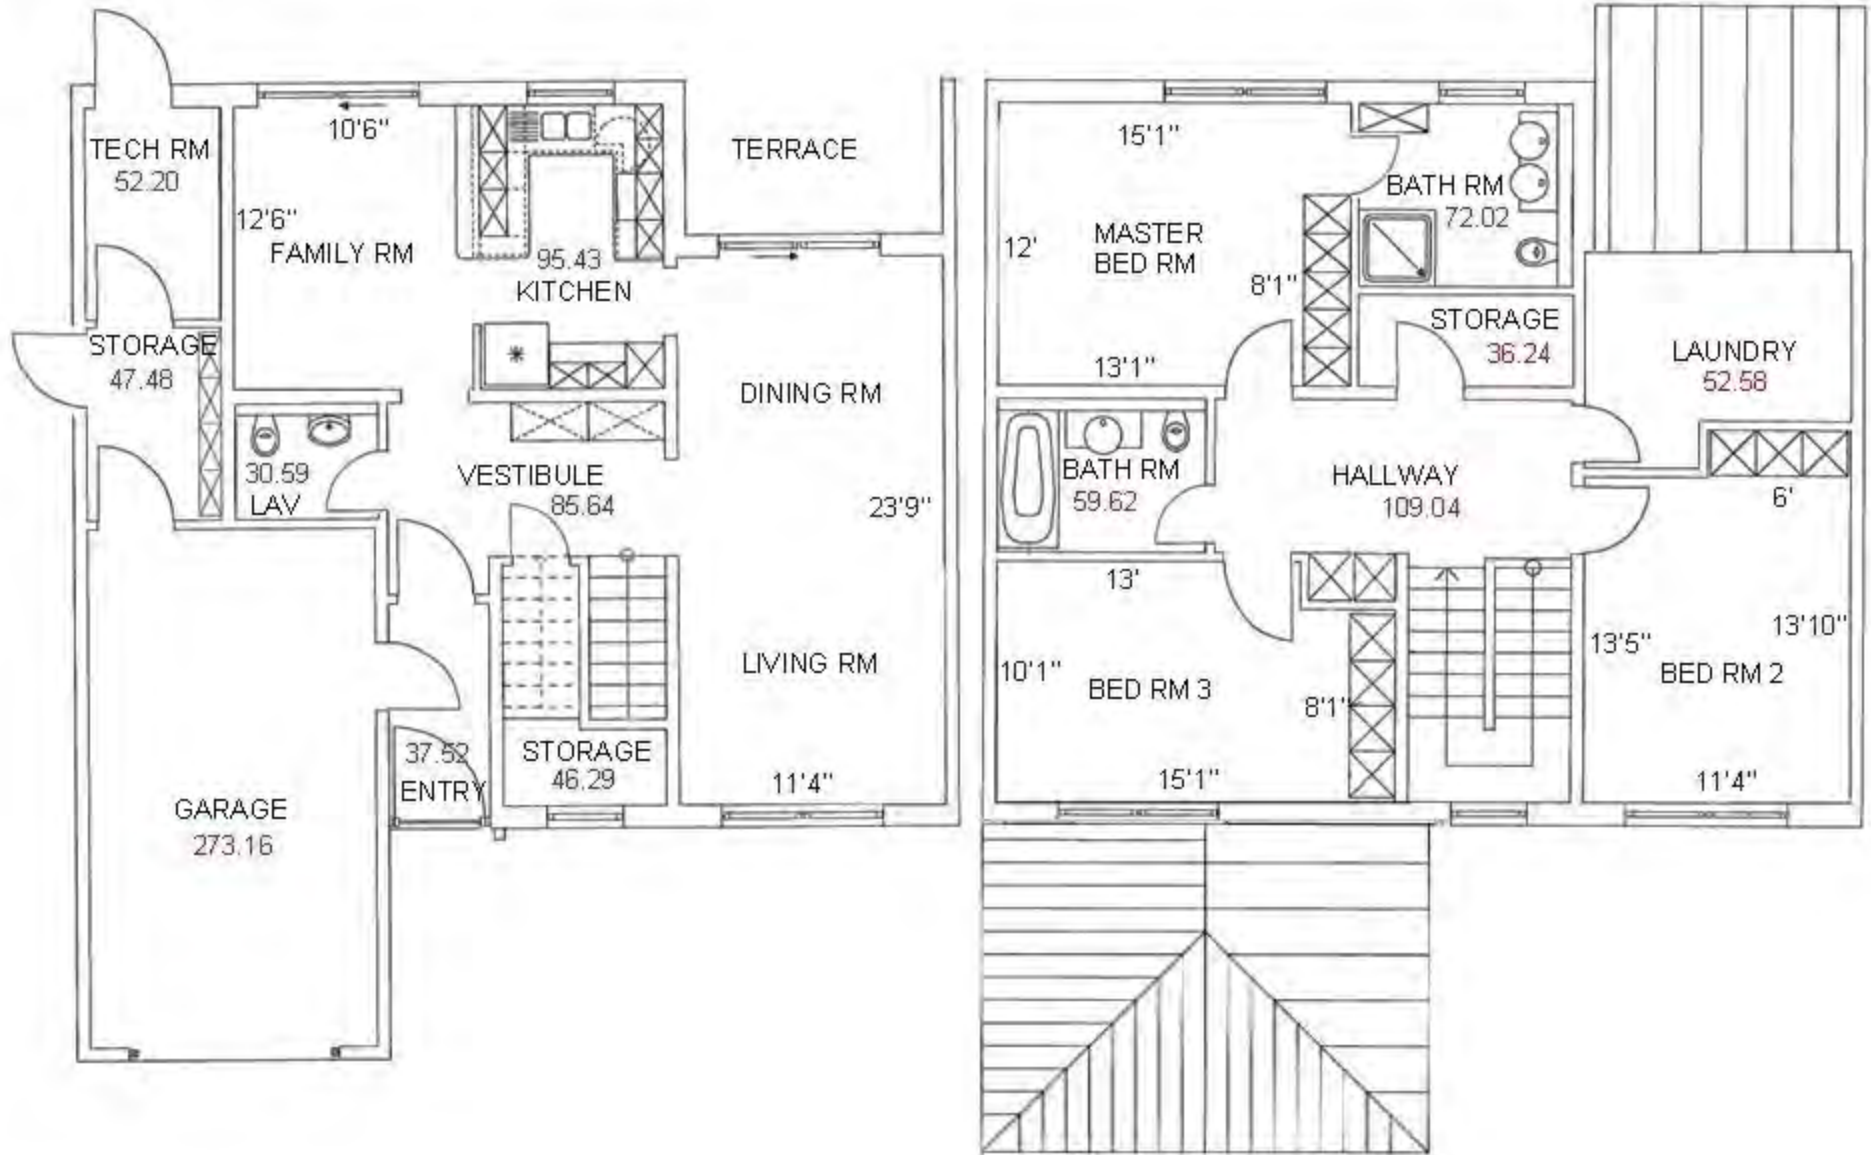 TECH RM
52.20
10'6"
12'6"
FAMILY RM
95.43
KITCHEN
TERRACE
STORAGE
47.48
30.59
LAV
VESTIBULE
85.64
DINING RM
23'9"
LIVING RM
11'4"
37.52
ENTRY
STORAGE
46.29
GARAGE
273.16
15'1"
12'
MASTER
BED RM
8'1"
13'1"
BATH RM
72.02
STORAGE
36.24
LAUNDRY
52.58
BATH RM
59.62
HALLWAY
109.04
6'
13'
10'1"
BED RM 3
8'1"
15'1"
13'5"
13'10"
BED RM 2
11'4"